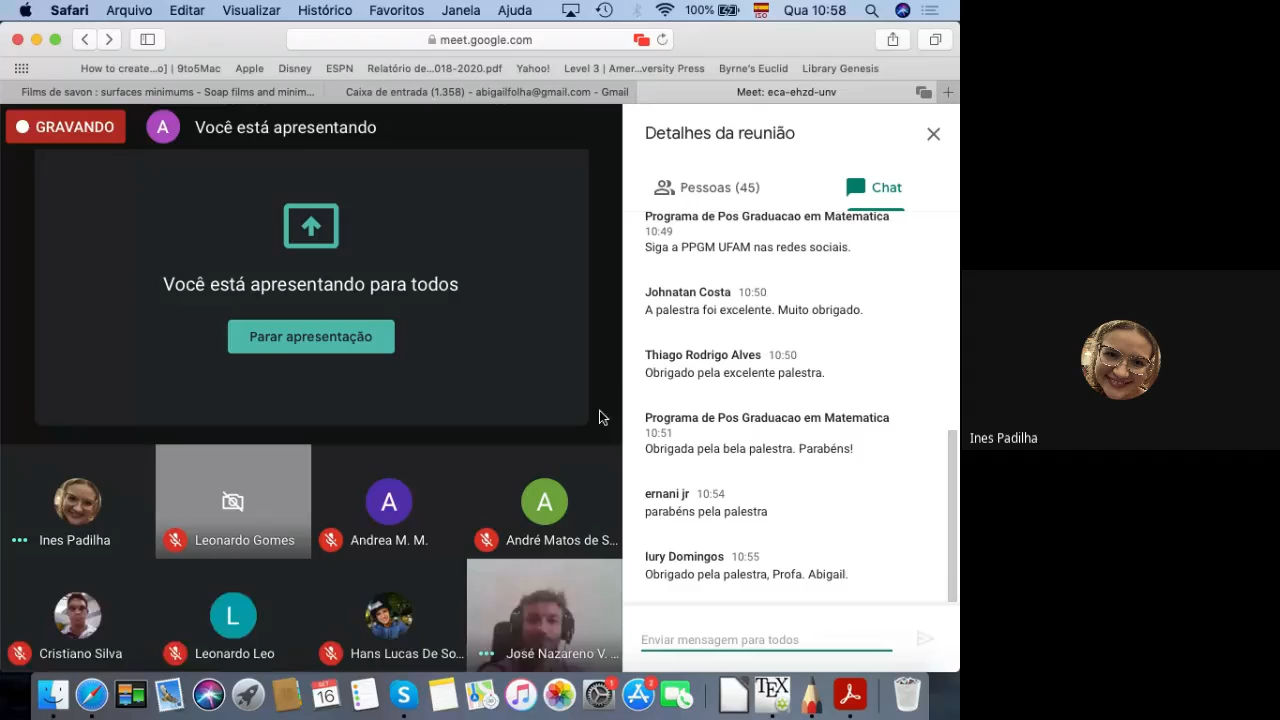 Safari Arquivo Editar Visualizar Histórico Favoritos Janela Ajuda 100% ISO Qua 10:58
meet.google.com
How to create...o] | 9to5Mac Apple Disney ESPN Relatório de...018-2020.pdf Yahoo! Level 3 | Amer...versity Press Byrne's Euclid Library Genesis
Films de savon : surfaces minimums - Soap films and minim... Caixa de entrada (1.358) - abigailfolha@gmail.com - Gmail Meet: eca-ehzd-unv
GRAVANDO A Você está apresentando
Você está apresentando para todos
Parar apresentação
Ines Padilha
Leonardo Gomes
A
Andrea M. M.
A
André Matos de S...
Cristiano Silva
L
Leonardo Leo
Hans Lucas De So...
José Nazareno V. ...
Detalhes da reunião
Pessoas (45) Chat
Programa de Pos Graduacao em Matematica
10:49
Siga a PPGM UFAM nas redes sociais.
Johnatan Costa 10:50
A palestra foi excelente. Muito obrigado.
Thiago Rodrigo Alves 10:50
Obrigado pela excelente palestra.
Programa de Pos Graduacao em Matematica
10:51
Obrigada pela bela palestra. Parabéns!
ernani jr 10:54
parabéns pela palestra
Iury Domingos 10:55
Obrigado pela palestra, Profa. Abigail.
Enviar mensagem para todos
Ines Padilha
16
1
2
TEX